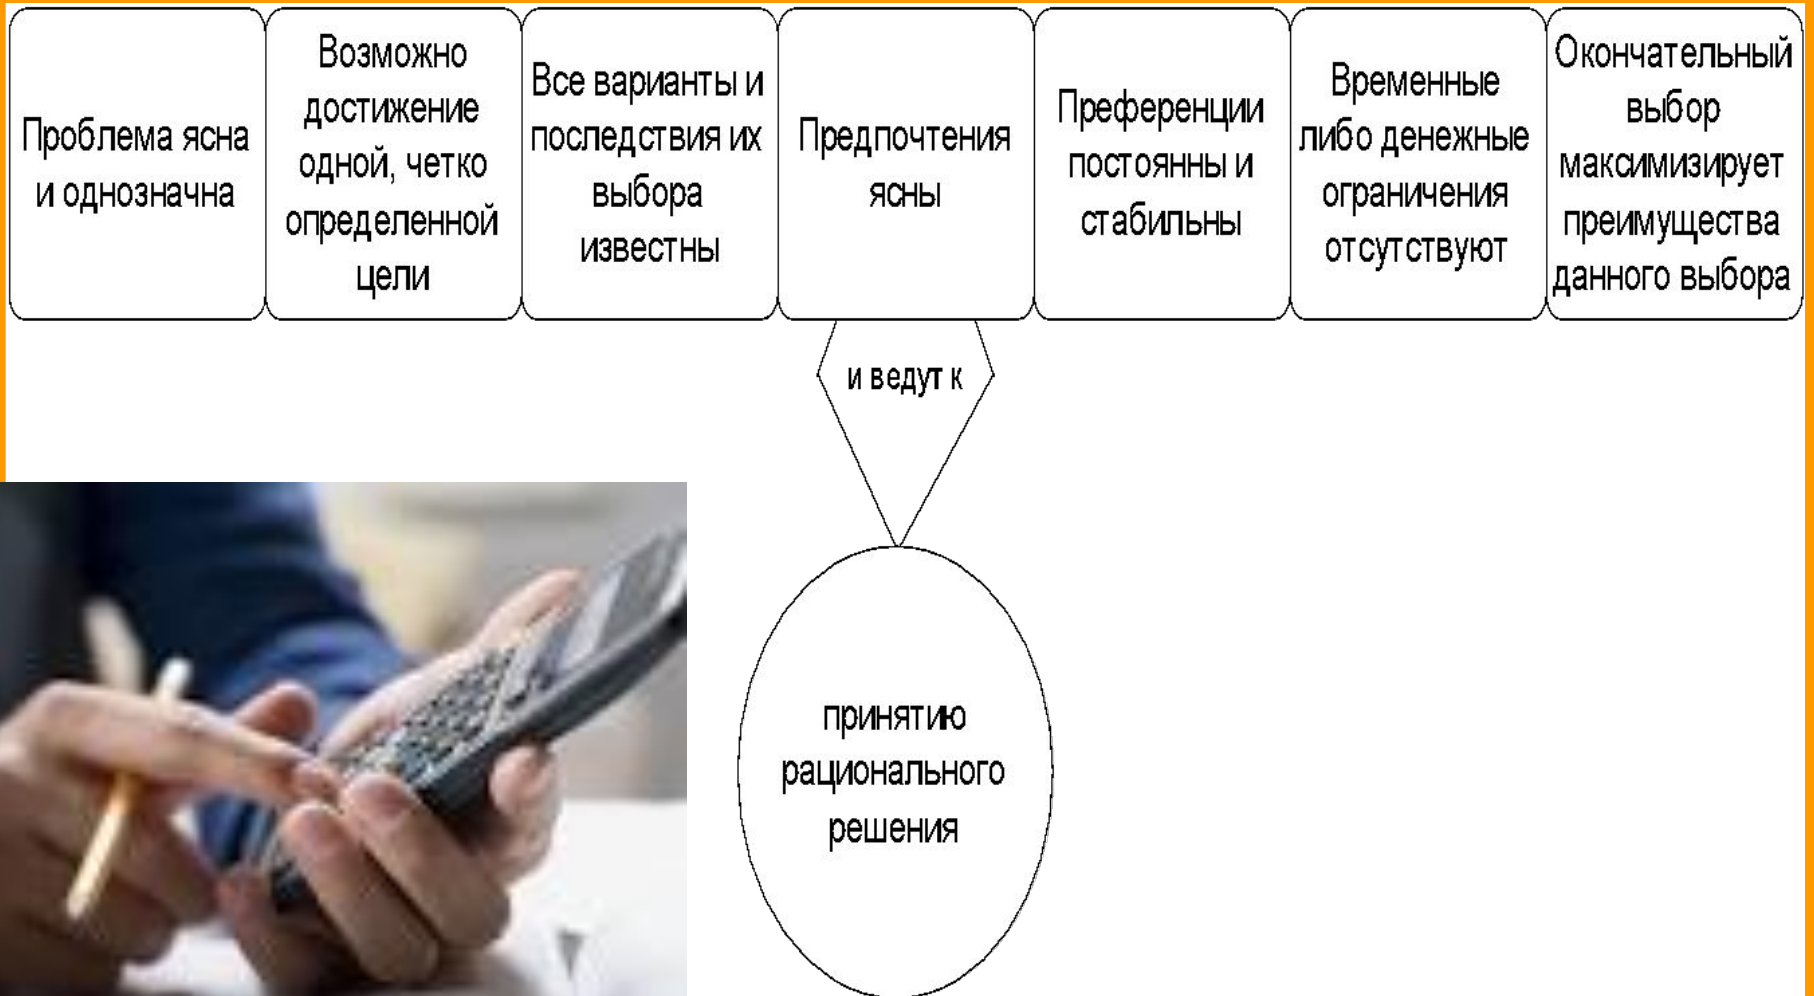 Проблема ясна
и однозначна
Возможно
достижение
одной, четко
определенной
цели
Все варианты и
последствия их
выбора
известны
Предпочтения
ясны
Преференции
постоянны и
стабильны
Временные
либо денежные
ограничения
отсутствуют
Окончательный
выбор
максимизирует
преимущества
данного выбора
и ведут к
принятию
рационального
решения